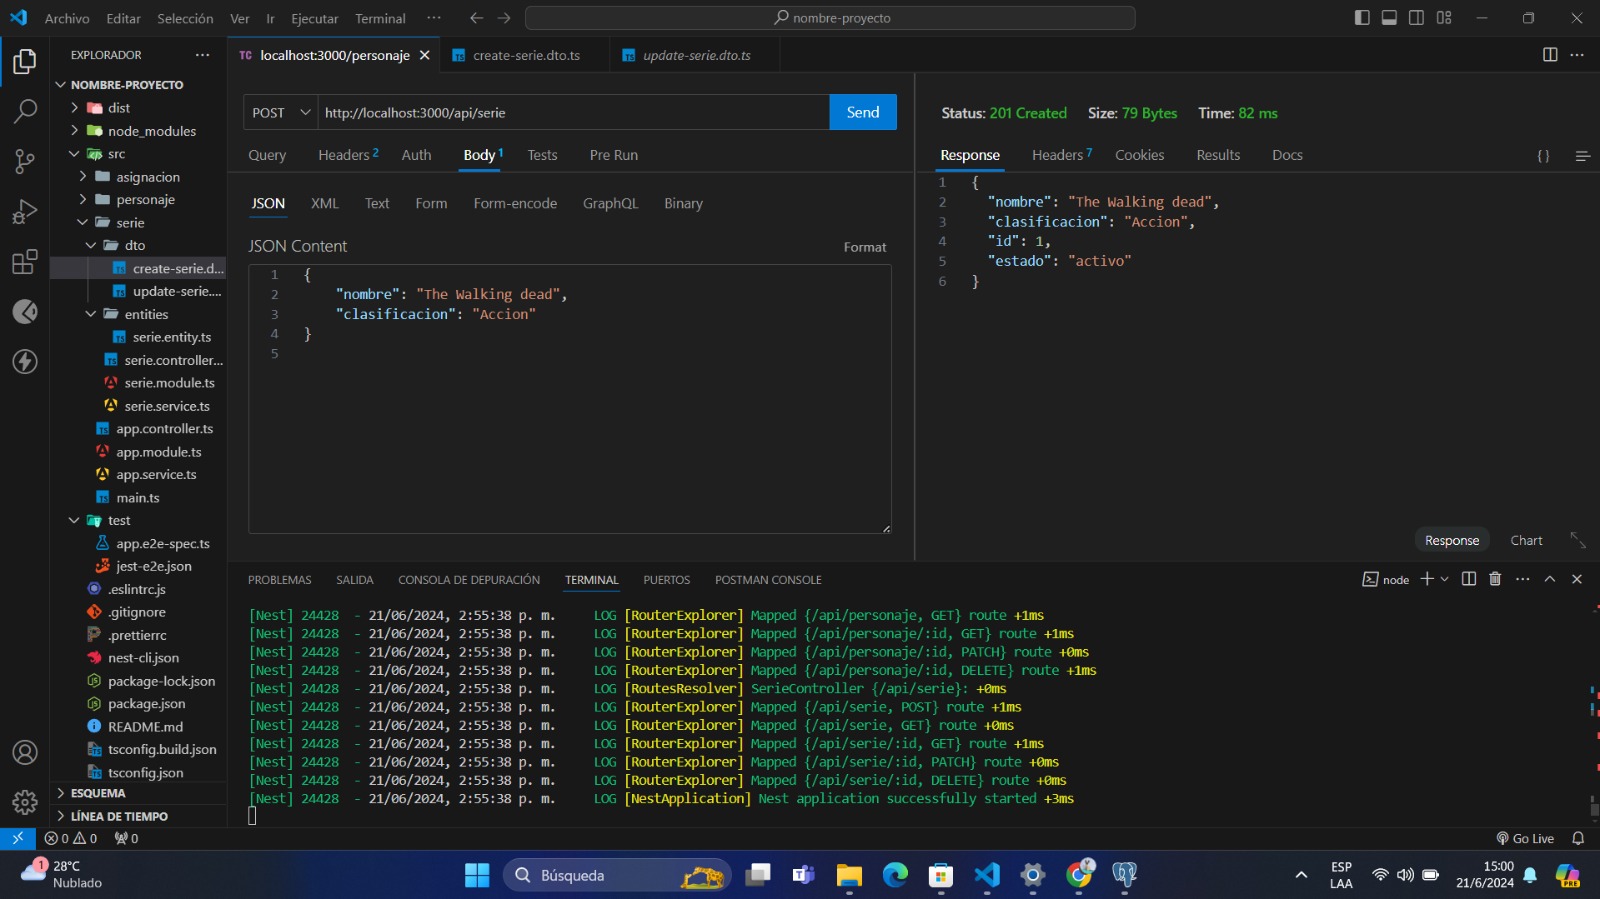 Archivo Editar Selección Ver Ir Ejecutar Terminal ··· nombre-proyecto
EXPLORADOR ···
TC localhost:3000/personaje
TS create-serie.dto.ts
TS update-serie.dto.ts
NOMBRE-PROYECTO
dist
node_modules
src
asignacion
personaje
serie
dto
create-serie.d...
update-serie....
entities
serie.entity.ts
serie.controller...
serie.module.ts
serie.service.ts
app.controller.ts
app.module.ts
app.service.ts
main.ts
test
app.e2e-spec.ts
jest-e2e.json
.eslintrc.js
.gitignore
.prettierrc
nest-cli.json
package-lock.json
package.json
README.md
tsconfig.build.json
tsconfig.json
ESQUEMA
LÍNEA DE TIEMPO
POST http://localhost:3000/api/serie Send
Query Headers 2 Auth Body 1 Tests Pre Run
JSON XML Text Form Form-encode GraphQL Binary
JSON Content Format
1 {
2 "nombre": "The Walking dead",
3 "clasificacion": "Accion"
4 }
5
Status: 201 Created Size: 79 Bytes Time: 82 ms
Response Headers 7 Cookies Results Docs {}
1 {
2 "nombre": "The Walking dead",
3 "clasificacion": "Accion",
4 "id": 1,
5 "estado": "activo"
6 }
Response Chart
PROBLEMAS SALIDA CONSOLA DE DEPURACIÓN TERMINAL PUERTOS POSTMAN CONSOLE node
[Nest] 24428 - 21/06/2024, 2:55:38 p. m. LOG [RouterExplorer] Mapped {/api/personaje, GET} route +1ms
[Nest] 24428 - 21/06/2024, 2:55:38 p. m. LOG [RouterExplorer] Mapped {/api/personaje/:id, GET} route +1ms
[Nest] 24428 - 21/06/2024, 2:55:38 p. m. LOG [RouterExplorer] Mapped {/api/personaje/:id, PATCH} route +0ms
[Nest] 24428 - 21/06/2024, 2:55:38 p. m. LOG [RouterExplorer] Mapped {/api/personaje/:id, DELETE} route +1ms
[Nest] 24428 - 21/06/2024, 2:55:38 p. m. LOG [RoutesResolver] SerieController {/api/serie}: +0ms
[Nest] 24428 - 21/06/2024, 2:55:38 p. m. LOG [RouterExplorer] Mapped {/api/serie, POST} route +1ms
[Nest] 24428 - 21/06/2024, 2:55:38 p. m. LOG [RouterExplorer] Mapped {/api/serie, GET} route +0ms
[Nest] 24428 - 21/06/2024, 2:55:38 p. m. LOG [RouterExplorer] Mapped {/api/serie/:id, GET} route +1ms
[Nest] 24428 - 21/06/2024, 2:55:38 p. m. LOG [RouterExplorer] Mapped {/api/serie/:id, PATCH} route +0ms
[Nest] 24428 - 21/06/2024, 2:55:38 p. m. LOG [RouterExplorer] Mapped {/api/serie/:id, DELETE} route +0ms
[Nest] 24428 - 21/06/2024, 2:55:38 p. m. LOG [NestApplication] Nest application successfully started +3ms
0 0 0 Go Live
1 28°C
Nublado
Búsqueda
ESP
LAA
15:00
21/6/2024
PRE